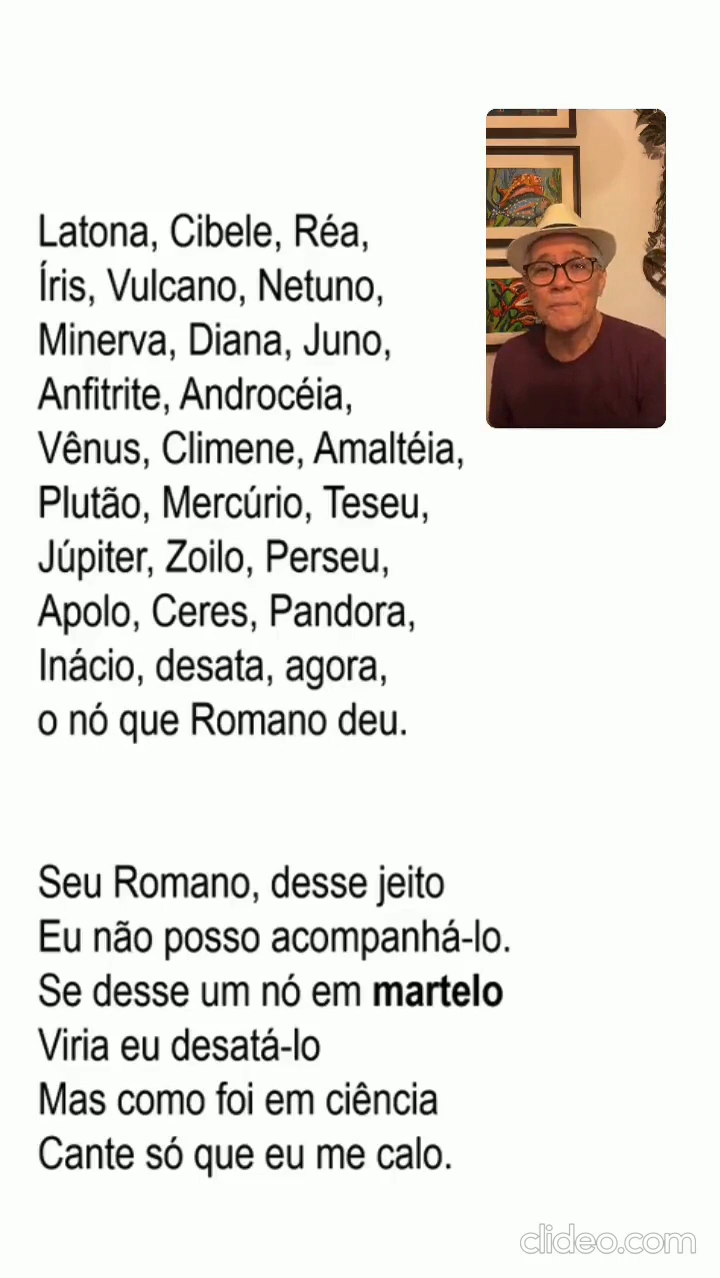 Latona, Cibele, Réa,
Íris, Vulcano, Netuno,
Minerva, Diana, Juno,
Anfitrite, Androcéia,
Vênus, Climene, Amaltéia,
Plutão, Mercúrio, Teseu,
Júpiter, Zoilo, Perseu,
Apolo, Ceres, Pandora,
Inácio, desata, agora,
o nó que Romano deu.
Seu Romano, desse jeito
Eu não posso acompanhá-lo.
Se desse um nó em martelo
Viria eu desatá-lo
Mas como foi em ciência
Cante só que eu me calo.
clideo.com